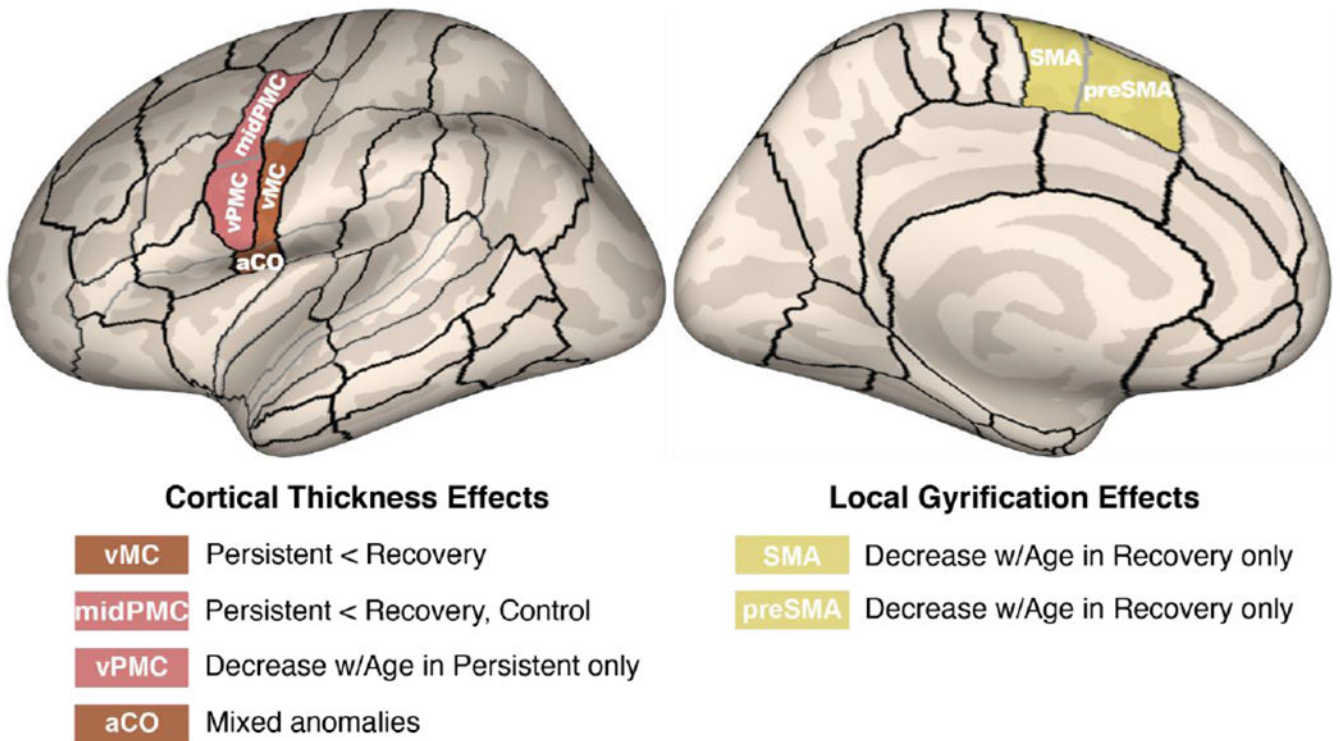 SMA
preSMA
midPMC
vPMC
vMC
aCO
Cortical Thickness Effects
vMC Persistent < Recovery
midPMC Persistent < Recovery, Control
vPMC Decrease w/Age in Persistent only
aCO Mixed anomalies
Local Gyrification Effects
SMA Decrease w/Age in Recovery only
preSMA Decrease w/Age in Recovery only